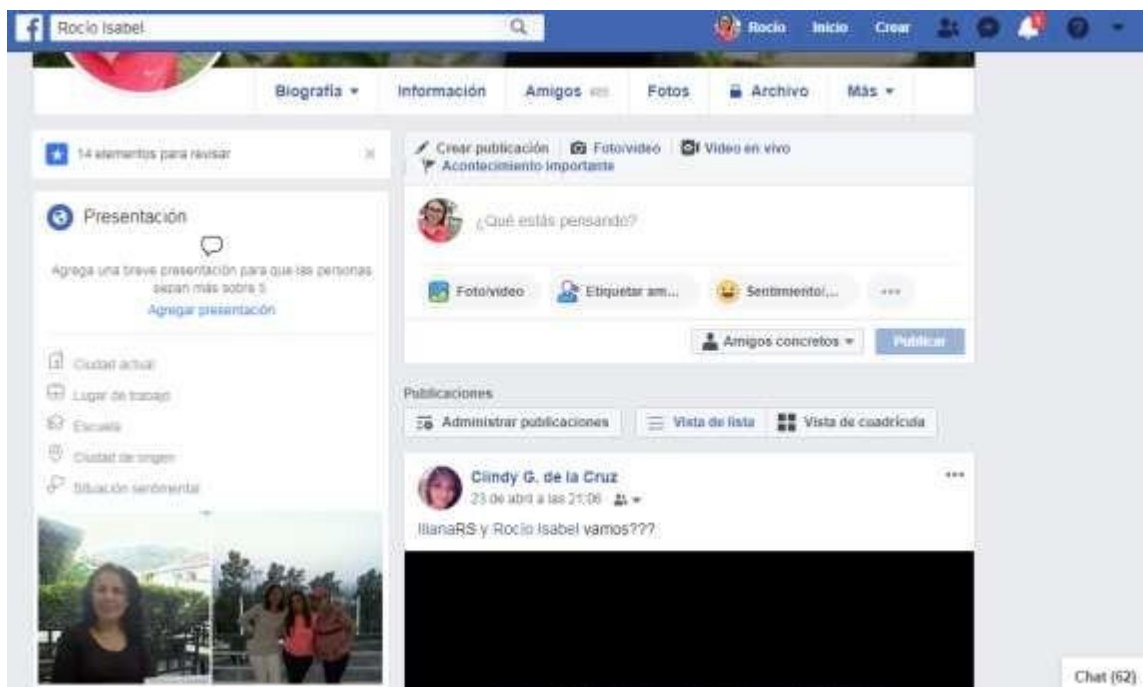 f Rocío Isabel
Rocío Inicio Crear
Biografía Información Amigos Fotos Archivo Más
14 elementos para revisar
Crear publicación Foto/video Video en vivo
Acontecimiento importante
¿Qué estás pensando?
Foto/video Etiquetar am... Sentimiento/...
Amigos concretos Publicar
Presentación
Agrega una breve presentación para que las personas
sepan más sobre ti.
Agregar presentación
Ciudad actual
Lugar de trabajo
Escuela
Ciudad de origen
Situación sentimental
Publicaciones
Administrar publicaciones Vista de lista Vista de cuadrícula
Clindy G. de la Cruz
23 de abril a las 21:06
IlianaRS y Rocío Isabel vamos???
Chat (62)